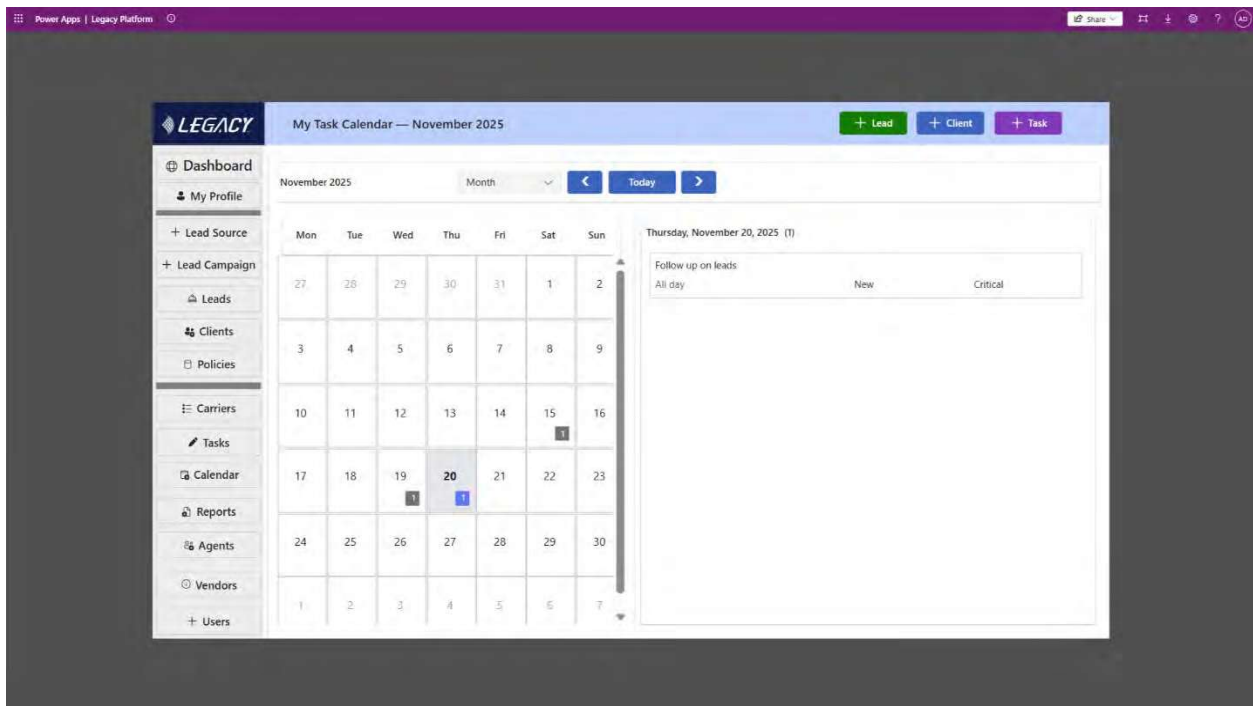 Power Apps | Legacy Platform
Share
?
AD
LEGACY
My Task Calendar — November 2025
+ Lead
+ Client
+ Task
Dashboard
My Profile
+ Lead Source
+ Lead Campaign
Leads
Clients
Policies
Carriers
Tasks
Calendar
Reports
Agents
Vendors
+ Users
November 2025
Month
Today
Mon Tue Wed Thu Fri Sat Sun
27 28 29 30 31 1 2
3 4 5 6 7 8 9
10 11 12 13 14 15 16
1
17 18 19 20 21 22 23
1 1
24 25 26 27 28 29 30
1 2 3 4 5 6 7
Thursday, November 20, 2025 (1)
Follow up on leads
All day New Critical